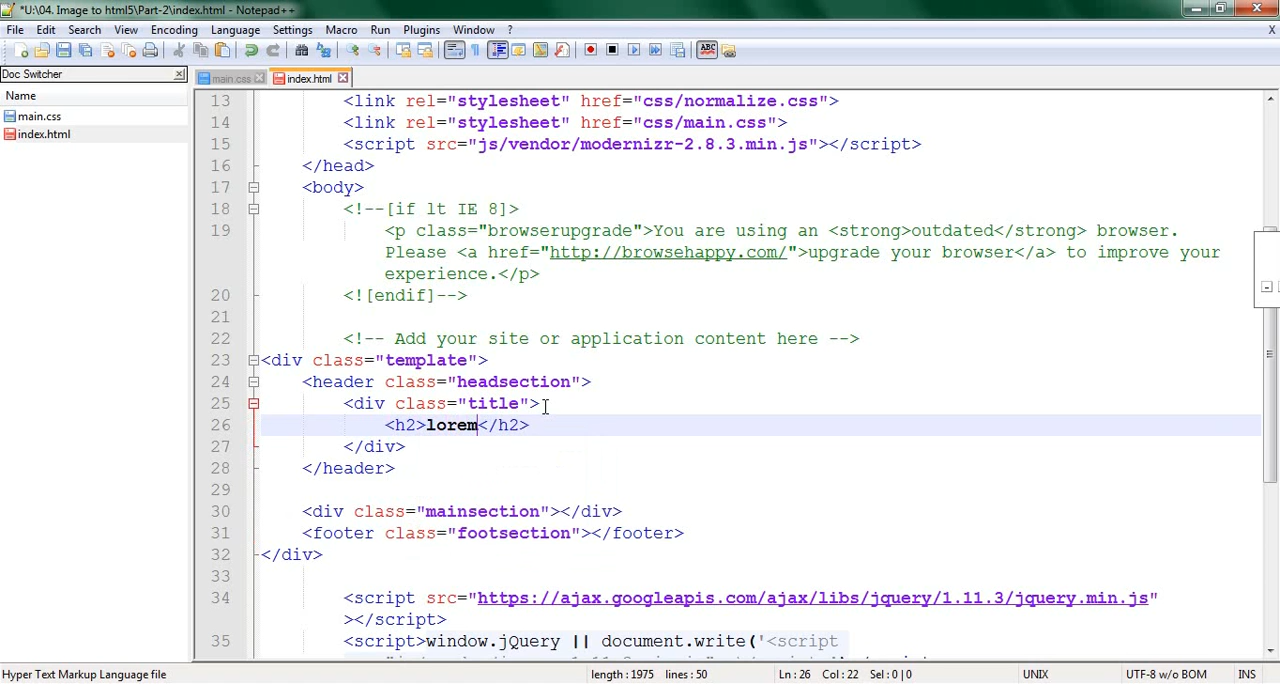 *U:\04. Image to html5\Part-2\index.html - Notepad++
File Edit Search View Encoding Language Settings Macro Run Plugins Window ? X
Doc Switcher
main.css index.html
Name
main.css
index.html
13 <link rel="stylesheet" href="css/normalize.css">
14 <link rel="stylesheet" href="css/main.css">
15 <script src="js/vendor/modernizr-2.8.3.min.js"></script>
16 </head>
17 <body>
18 <!--[if lt IE 8]>
19 <p class="browserupgrade">You are using an <strong>outdated</strong> browser.
Please <a href="http://browsehappy.com/">upgrade your browser</a> to improve your
experience.</p>
20 <![endif]-->
21
22 <!-- Add your site or application content here -->
23 <div class="template">
24 <header class="headsection">
25 <div class="title">
26 <h2>lorem</h2>
27 </div>
28 </header>
29
30 <div class="mainsection"></div>
31 <footer class="footsection"></footer>
32 </div>
33
34 <script src="https://ajax.googleapis.com/ajax/libs/jquery/1.11.3/jquery.min.js"
></script>
35 <script>window.jQuery || document.write('<script
Hyper Text Markup Language file length : 1975 lines : 50 Ln : 26 Col : 22 Sel : 0 | 0 UNIX UTF-8 w/o BOM INS